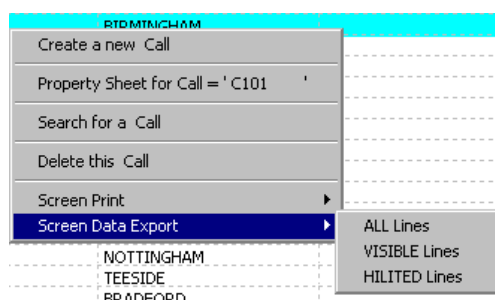 BIRMINGHAM
Create a new Call
Property Sheet for Call = ' C101 '
Search for a Call
Delete this Call
Screen Print
Screen Data Export
ALL Lines
VISIBLE Lines
HILITED Lines
NOTTINGHAM
TEESIDE
BRADFORD